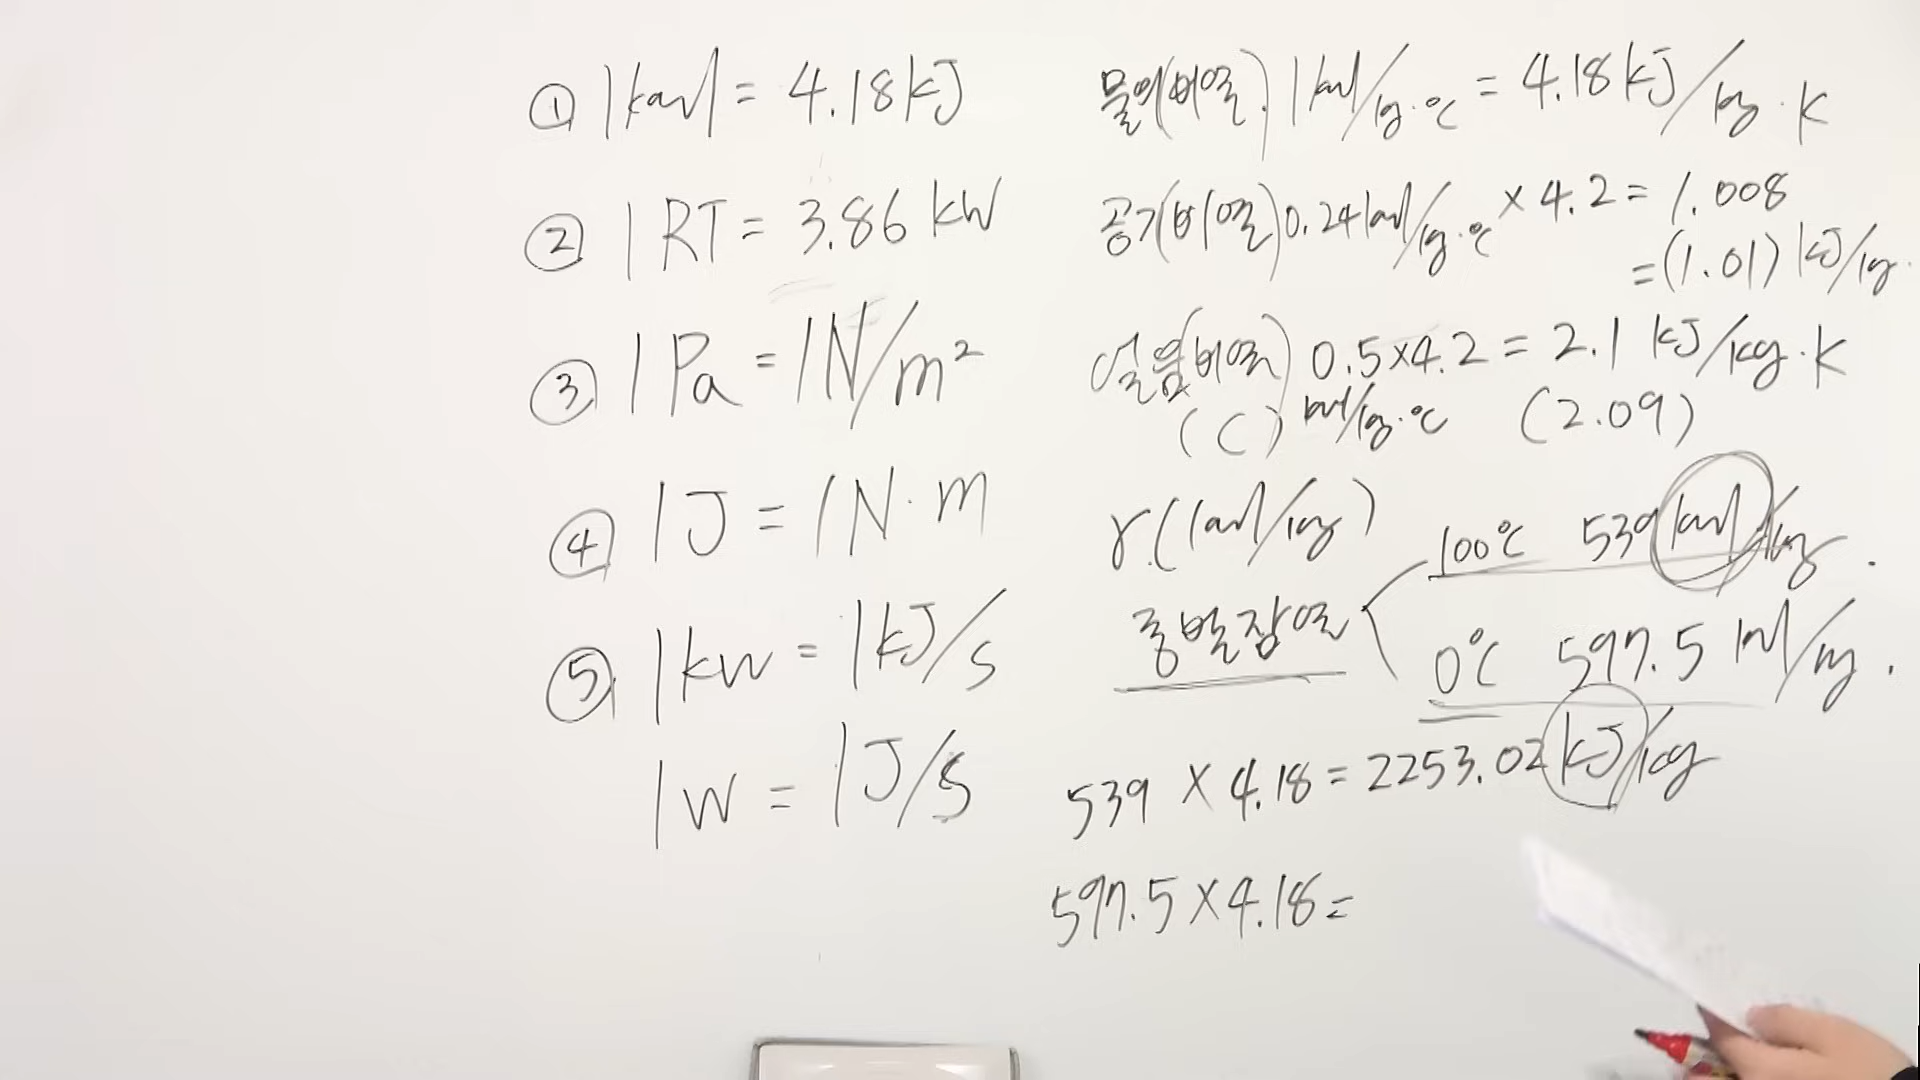 ① 1kcal = 4.18kJ
② 1RT = 3.86 kW
③ 1Pa = 1N/m²
④ 1J = 1N·m
⑤ 1kW = 1kJ/s
1W = 1J/s
물의(비열) 1kcal/kg·℃ = 4.18kJ/kg·K
공기(비열) 0.24kcal/kg·℃ × 4.2 = 1.008
= (1.01) kJ/kg·
얼음(비열) 0.5×4.2 = 2.1 kJ/kg·K
(C) kcal/kg·℃ (2.09)
γ.(kcal/kg) 100℃ 539kcal/kg.
증발잠열 0℃ 597.5 kcal/kg.
539 × 4.18 = 2253.02kJ/kg
597.5×4.18=